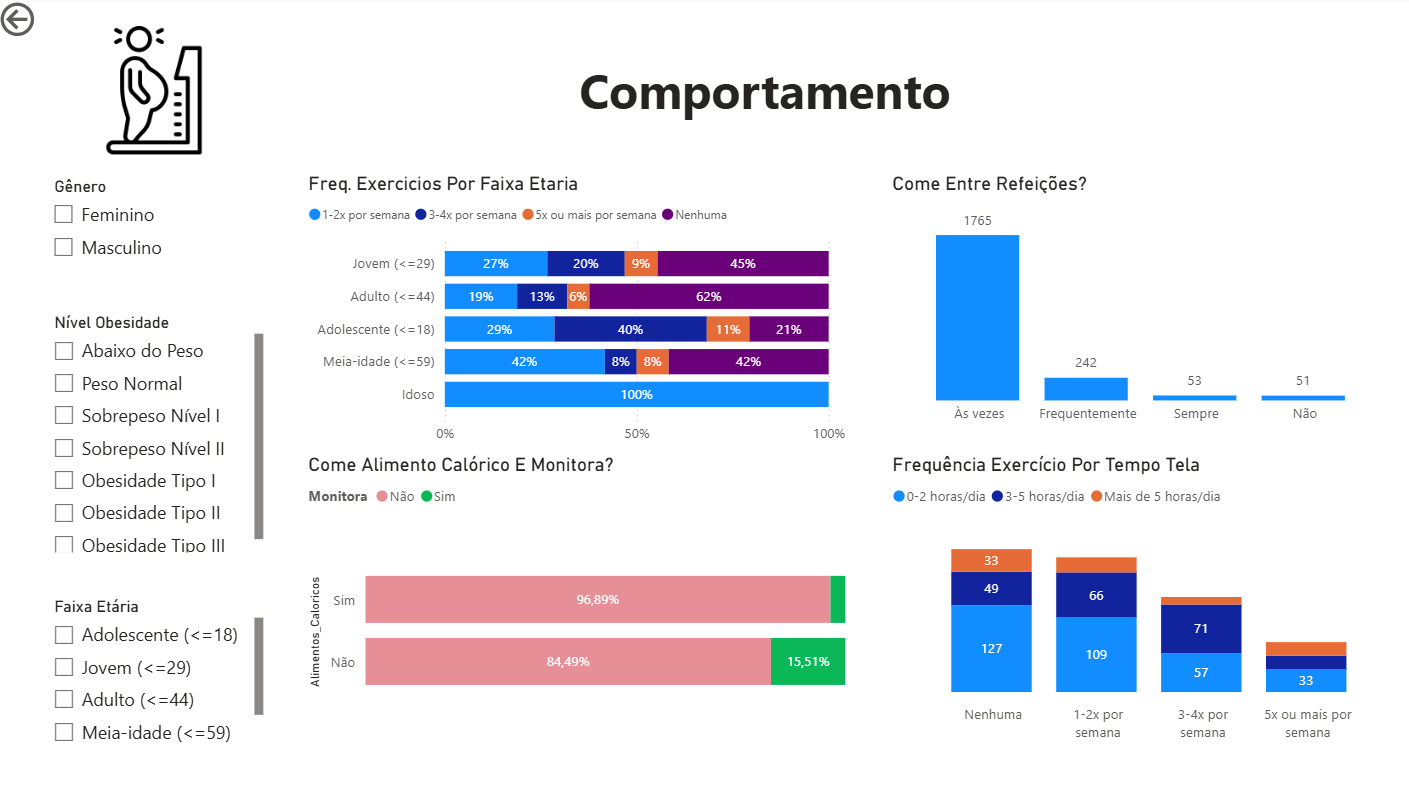 Comportamento
Gênero
Feminino
Masculino
Nível Obesidade
Abaixo do Peso
Peso Normal
Sobrepeso Nível I
Sobrepeso Nível II
Obesidade Tipo I
Obesidade Tipo II
Obesidade Tipo III
Faixa Etária
Adolescente (<=18)
Jovem (<=29)
Adulto (<=44)
Meia-idade (<=59)
Freq. Exercicios Por Faixa Etaria
1-2x por semana 3-4x por semana 5x ou mais por semana Nenhuma
Jovem (<=29) 27% 20% 9% 45%
Adulto (<=44) 19% 13% 6% 62%
Adolescente (<=18) 29% 40% 11% 21%
Meia-idade (<=59) 42% 8% 8% 42%
Idoso 100%
0% 50% 100%
Come Entre Refeições?
1765
242
53
51
Às vezes Frequentemente Sempre Não
Come Alimento Calórico E Monitora?
Monitora Não Sim
Alimentos_Caloricos
Sim 96,89%
Não 84,49% 15,51%
Frequência Exercício Por Tempo Tela
0-2 horas/dia 3-5 horas/dia Mais de 5 horas/dia
33
49
127
66
109
71
57
33
Nenhuma
1-2x por
semana
3-4x por
semana
5x ou mais por
semana